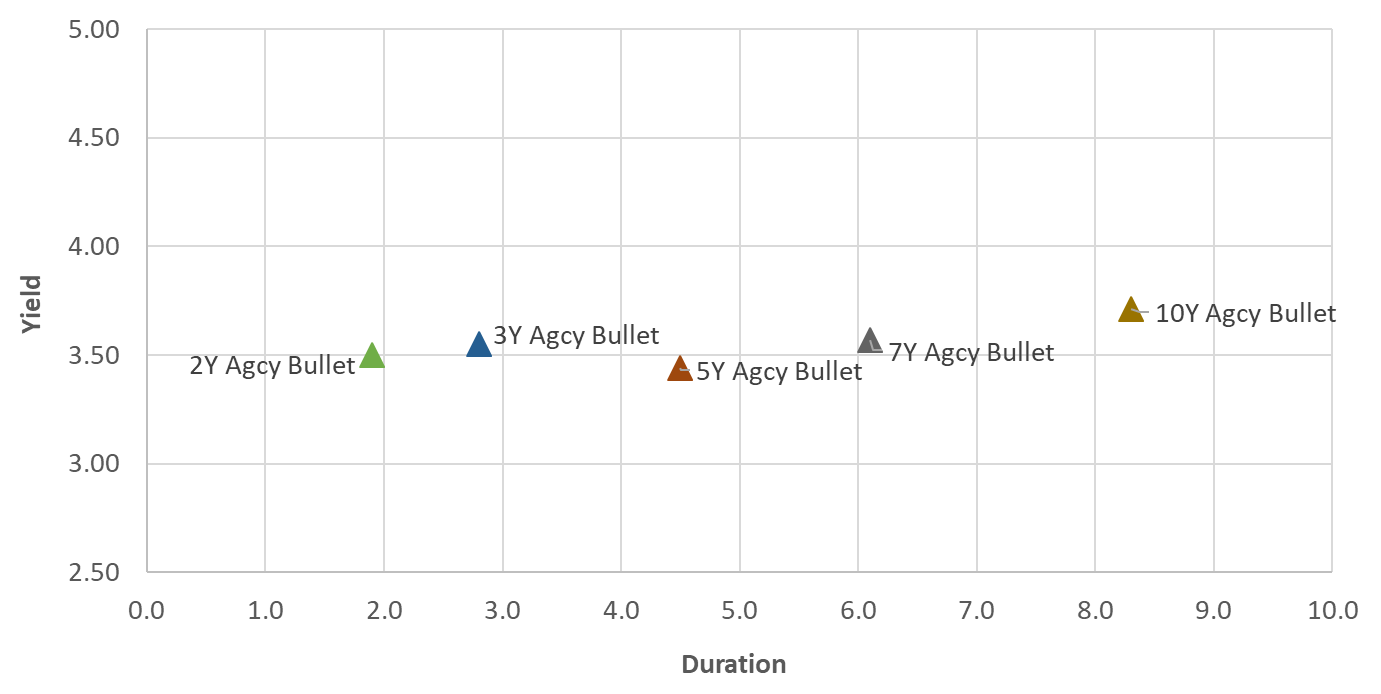 5.00
4.50
4.00
3.50
3.00
2.50
Yield
2Y Agcy Bullet
3Y Agcy Bullet
5Y Agcy Bullet
7Y Agcy Bullet
10Y Agcy Bullet
0.0 1.0 2.0 3.0 4.0 5.0 6.0 7.0 8.0 9.0 10.0
Duration